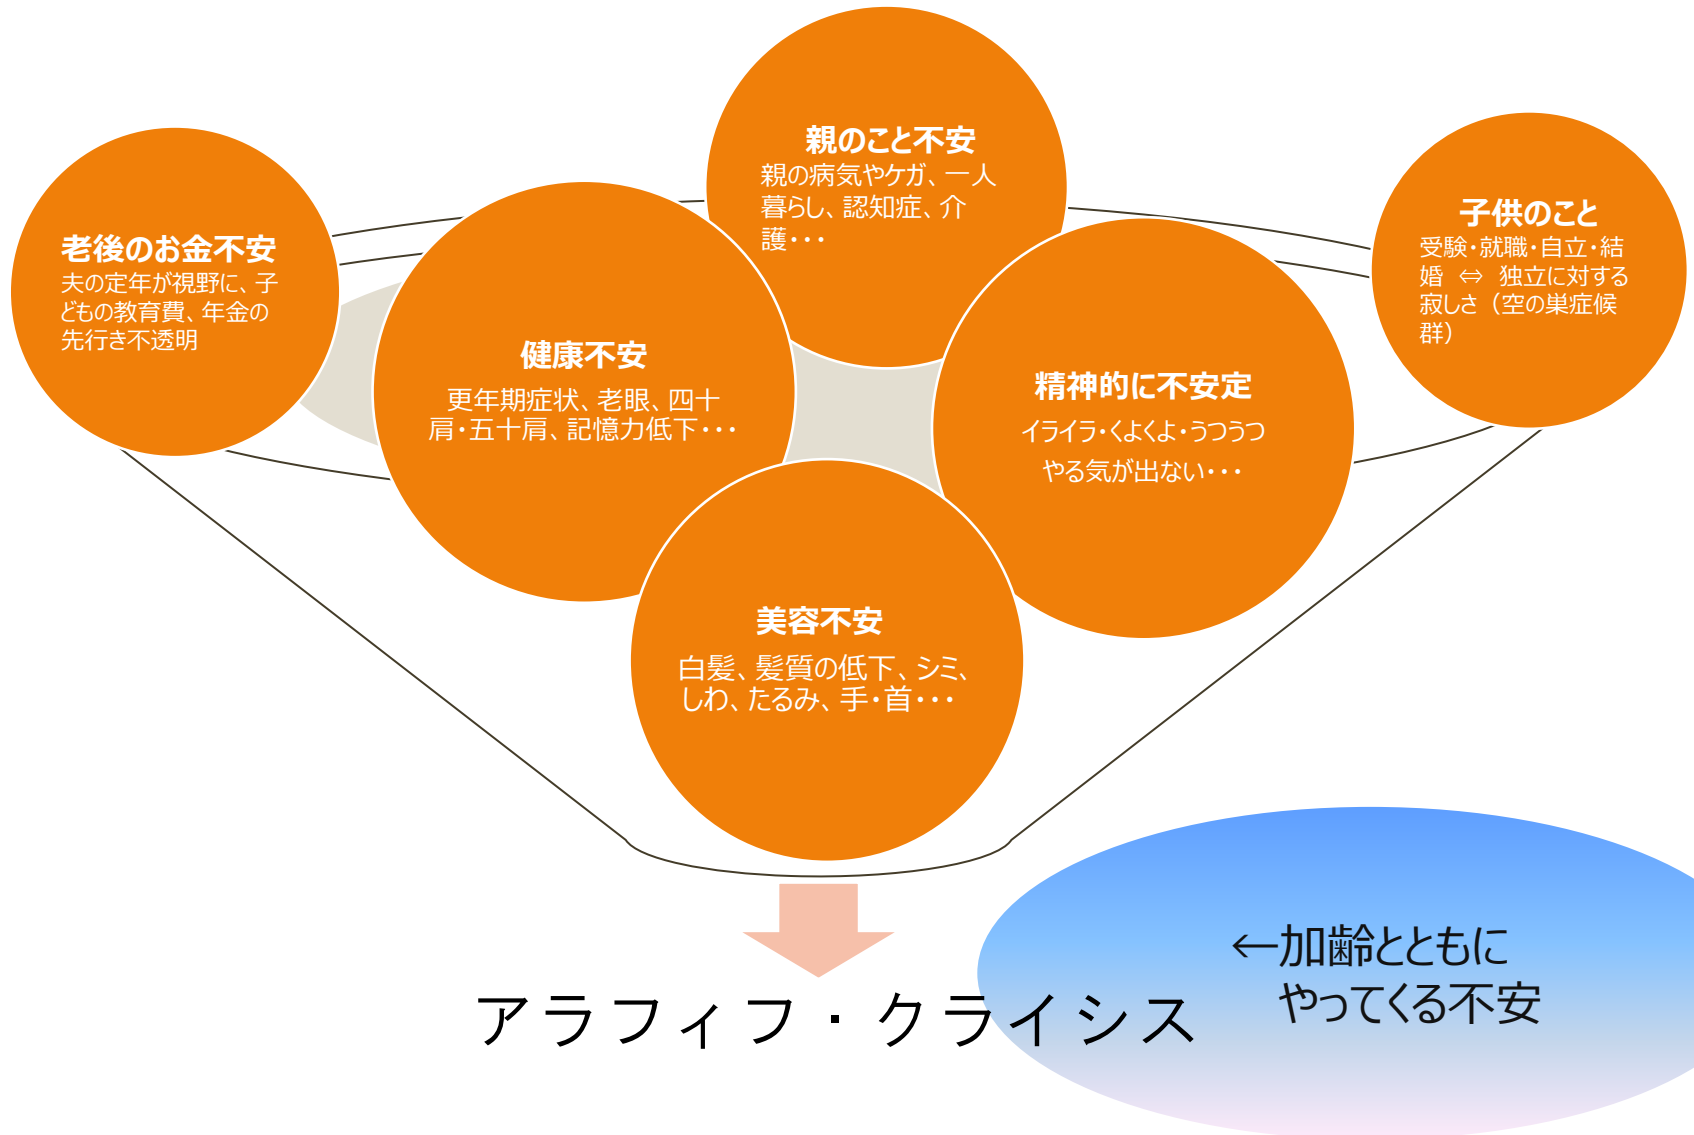 親のこと不安
親の病気やケガ、一人
暮らし、認知症、介
護・・・
子供のこと
受験・就職・自立・結
婚 ⇔ 独立に対する
寂しさ（空の巣症候
群）
老後のお金不安
夫の定年が視野に、子
どもの教育費、年金の
先行き不透明
健康不安
更年期症状、老眼、四十
肩・五十肩、記憶力低下・・・
精神的に不安定
イライラ・くよくよ・うつうつ
やる気が出ない・・・
美容不安
白髪、髪質の低下、シミ、
しわ、たるみ、手・首・・・
←加齢とともに
やってくる不安
アラフィフ・クライシス